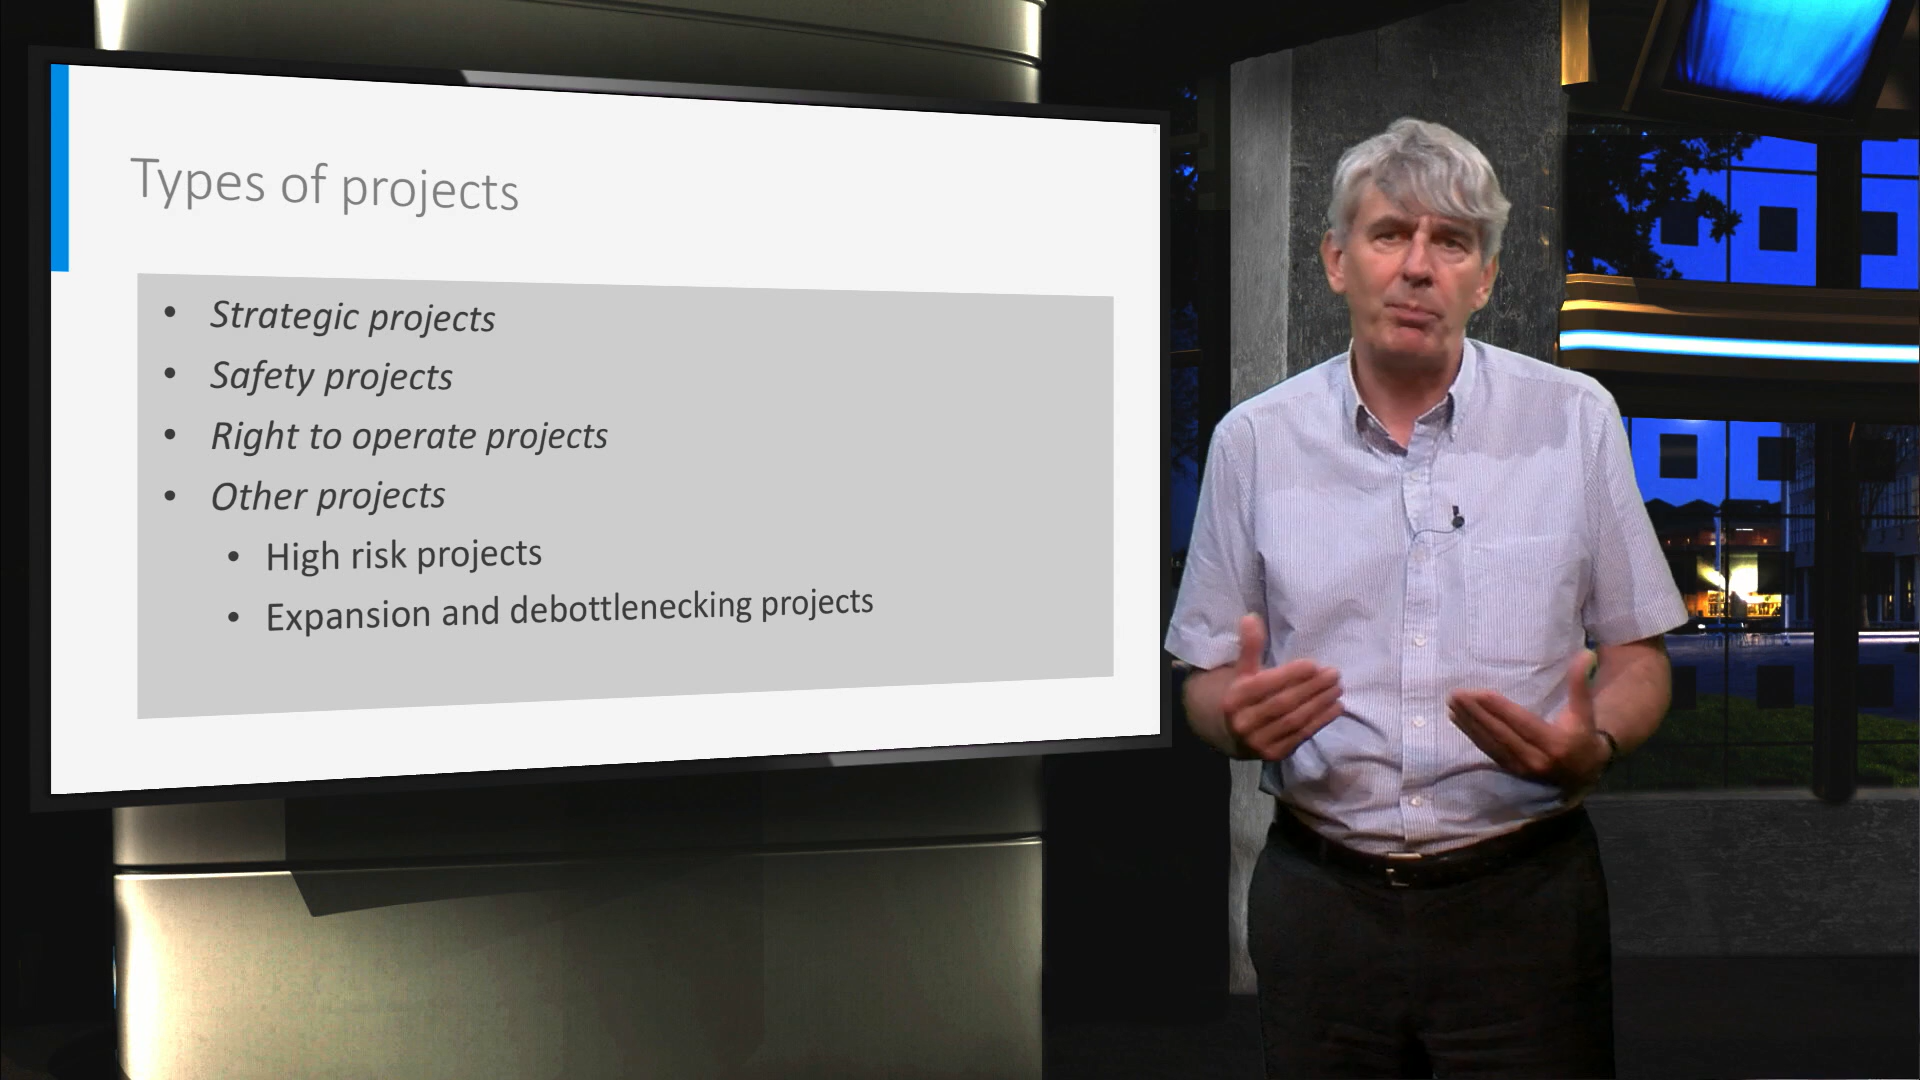 Types of projects
• Strategic projects
• Safety projects
• Right to operate projects
• Other projects
• High risk projects
• Expansion and debottlenecking projects